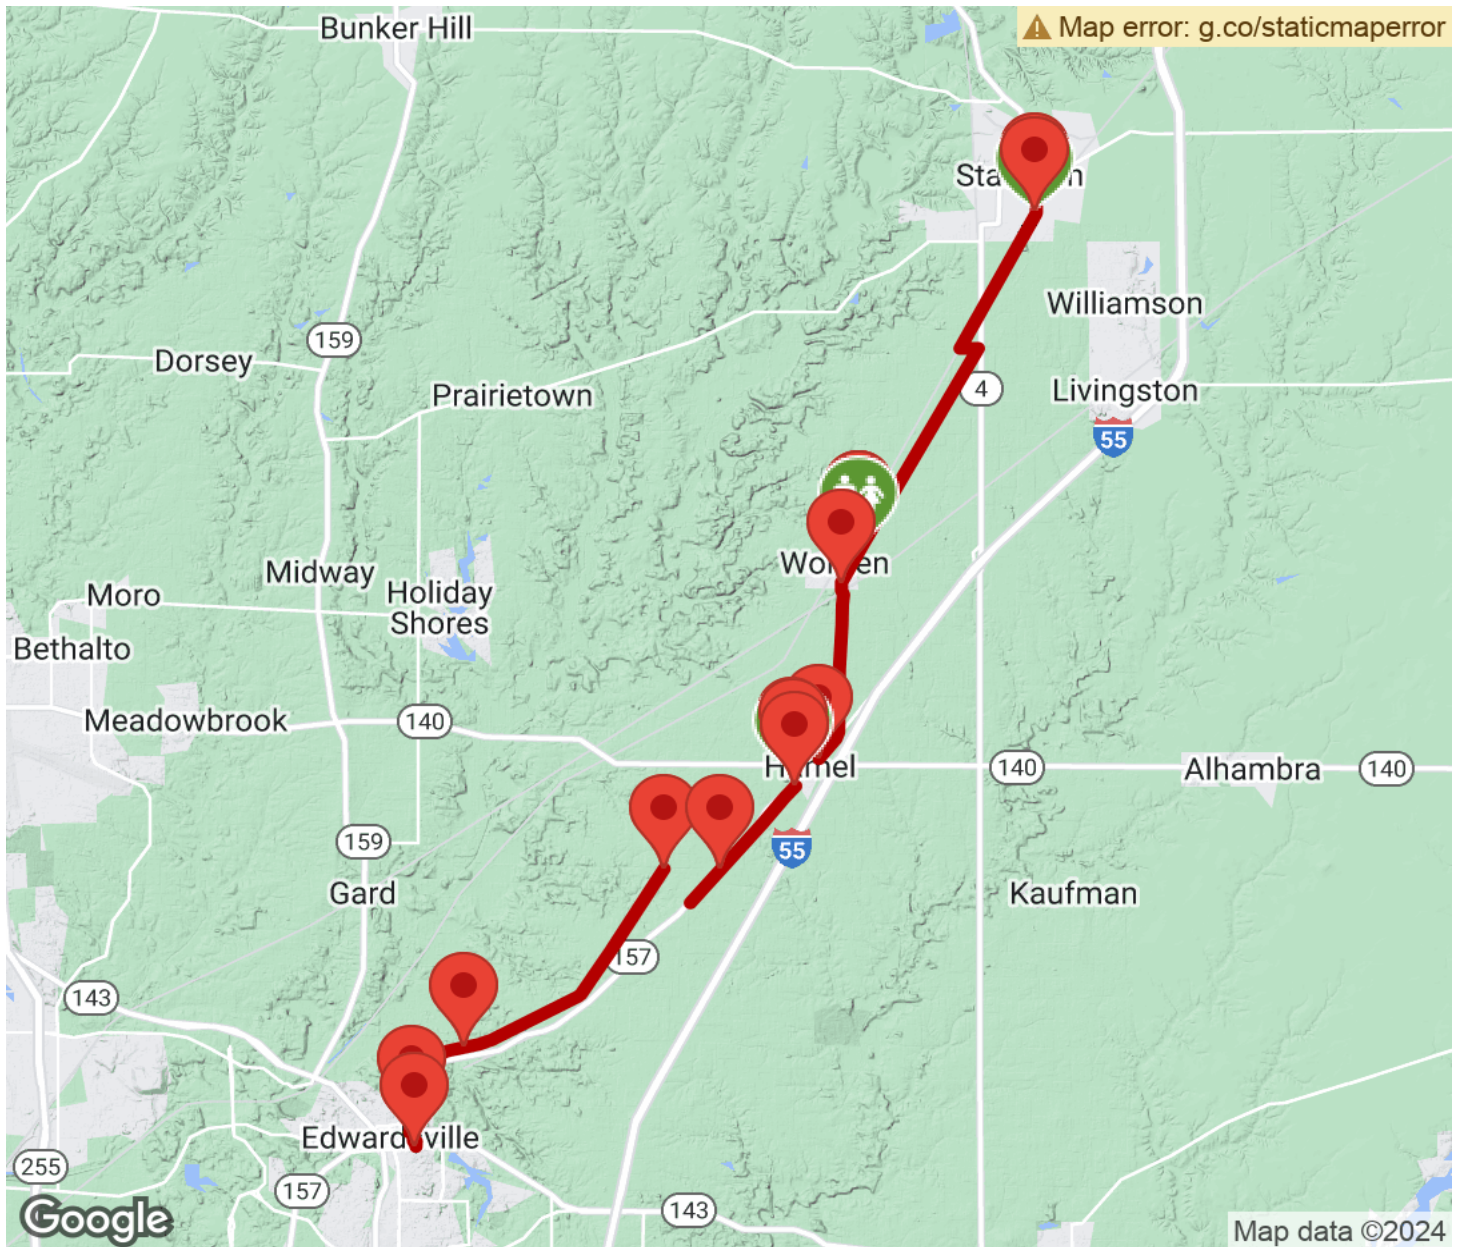 Bunker Hill
Map error: g.co/staticmaperror
Williamson
159
Dorsey
4
Livingston
Prairietown
55
Midway
Moro
Holiday
Shores
Bethalto
Meadowbrook
140
140
Alhambra
140
159
55
Gard
Kaufman
157
143
255
157
143
Google
Map data ©2024